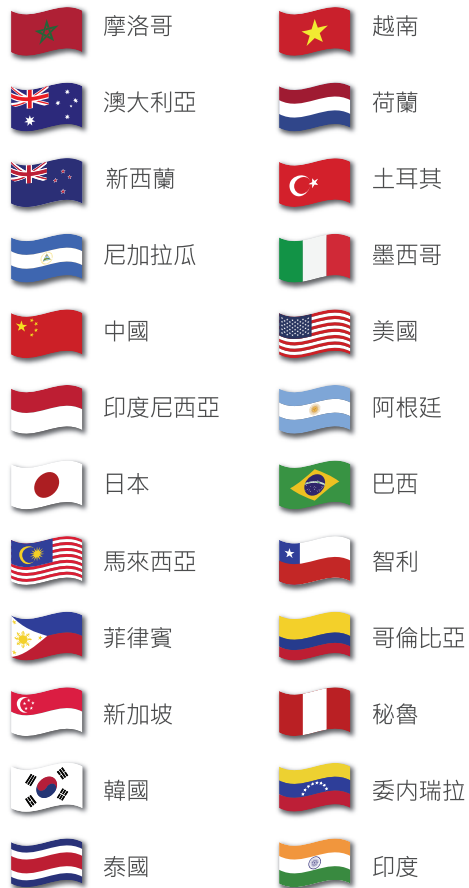 摩洛哥
越南
澳大利亞
荷蘭
新西蘭
土耳其
尼加拉瓜
墨西哥
中國
美國
印度尼西亞
阿根廷
日本
巴西
馬來西亞
智利
菲律賓
哥倫比亞
新加坡
秘魯
韓國
委內瑞拉
泰國
印度